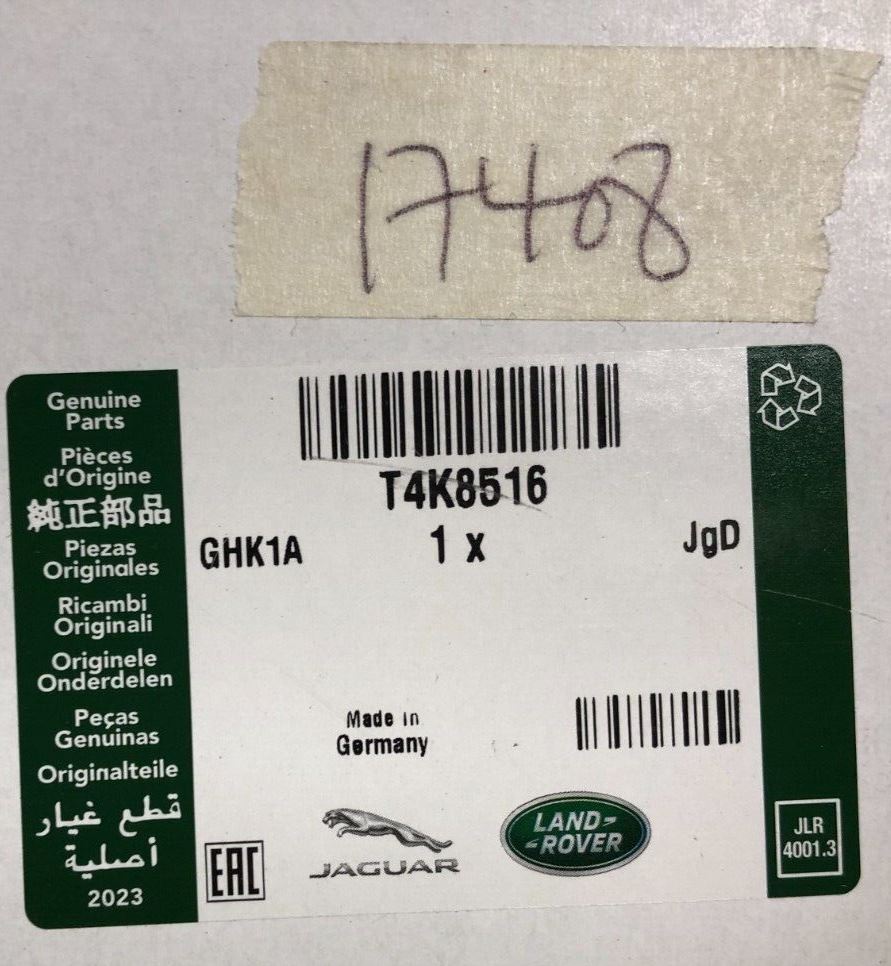 17408
Genuine
Parts
Pièces
d'Origine
純正部品
Piezas
Originales
Ricambi
Originali
Originele
Onderdelen
Peças
Genuinas
Originalteile
قطع غيار
أصلية
2023
T4K8516
GHK1A 1 x JgD
Made in
Germany
EAC
JAGUAR
LAND-
-ROVER
JLR
4001.3